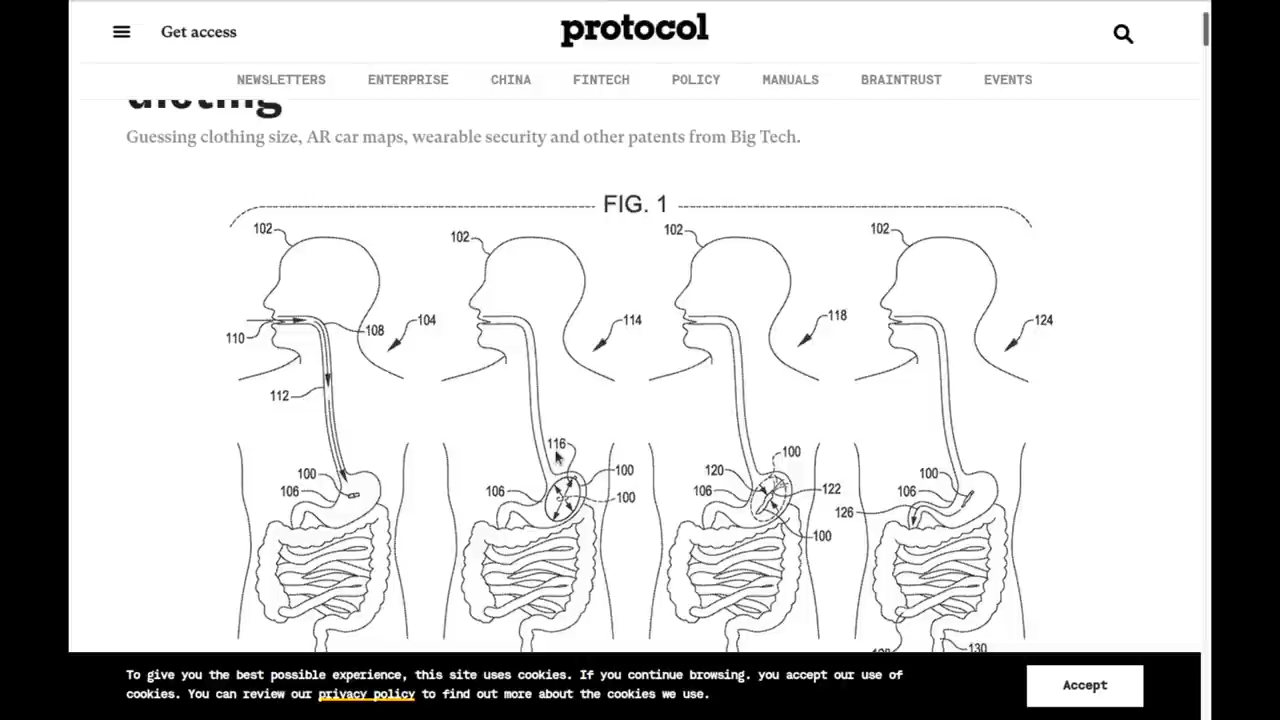 Get access
protocol
NEWSLETTERS ENTERPRISE CHINA FINTECH POLICY MANUALS BRAINTRUST EVENTS
dieting
Guessing clothing size, AR car maps, wearable security and other patents from Big Tech.
FIG. 1
102 102 102 102
110 108 104 114 118 124
112
116 100
100 100 120 100
106 106 100 106 122 106 126
100
130
To give you the best possible experience, this site uses cookies. If you continue browsing. you accept our use of
cookies. You can review our privacy policy to find out more about the cookies we use.
Accept